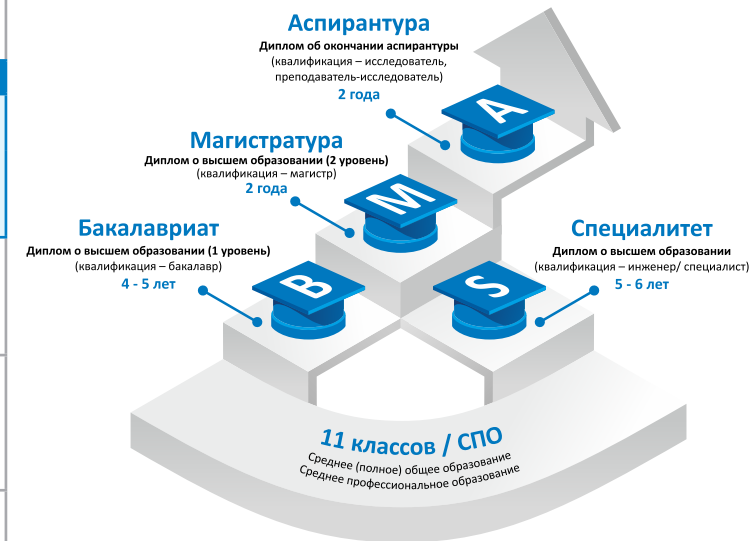 Аспирантура
Диплом об окончании аспирантуры
(квалификация – исследователь,
преподаватель-исследователь)
2 года
A
Магистратура
Диплом о высшем образовании (2 уровень)
(квалификация – магистр)
2 года
M
Бакалавриат
Диплом о высшем образовании (1 уровень)
(квалификация – бакалавр)
4 - 5 лет
B
Специалитет
Диплом о высшем образовании
(квалификация – инженер/ специалист)
5 - 6 лет
S
11 классов / СПО
Среднее (полное) общее образование
Среднее профессиональное образование